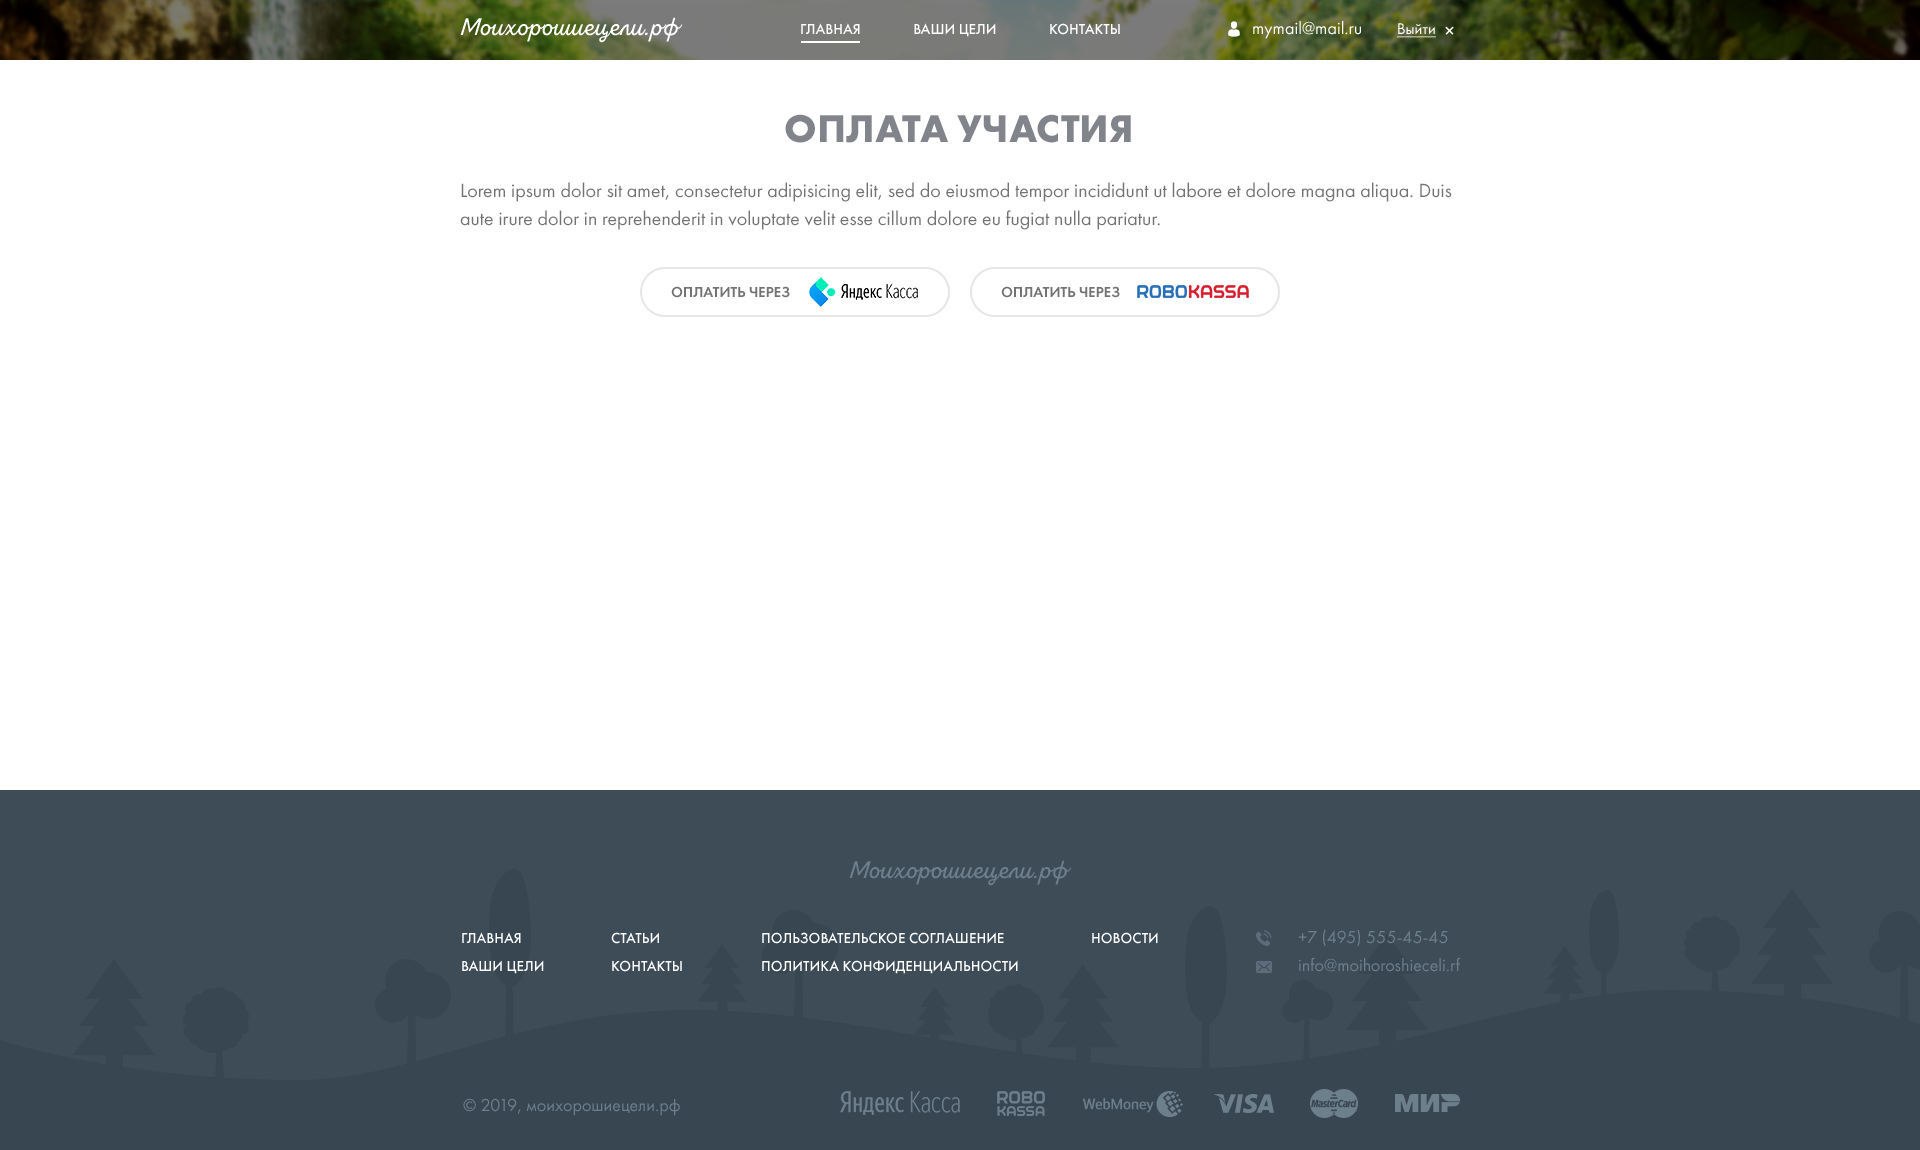 Моихорошиецели.рф
ГЛАВНАЯ ВАШИ ЦЕЛИ КОНТАКТЫ
mymail@mail.ru Выйти
ОПЛАТА УЧАСТИЯ
Lorem ipsum dolor sit amet, consectetur adipisicing elit, sed do eiusmod tempor incididunt ut labore et dolore magna aliqua. Duis
aute irure dolor in reprehenderit in voluptate velit esse cillum dolore eu fugiat nulla pariatur.
ОПЛАТИТЬ ЧЕРЕЗ Яндекс Касса
ОПЛАТИТЬ ЧЕРЕЗ ROBOKASSA
Моихорошиецели.рф
ГЛАВНАЯ СТАТЬИ ПОЛЬЗОВАТЕЛЬСКОЕ СОГЛАШЕНИЕ НОВОСТИ +7 (495) 555-45-45
ВАШИ ЦЕЛИ КОНТАКТЫ ПОЛИТИКА КОНФИДЕНЦИАЛЬНОСТИ info@moihoroshieceli.rf
© 2019, моихорошиецели.рф
Яндекс Касса
ROBO
KASSA
WebMoney
VISA
MasterCard
МИР